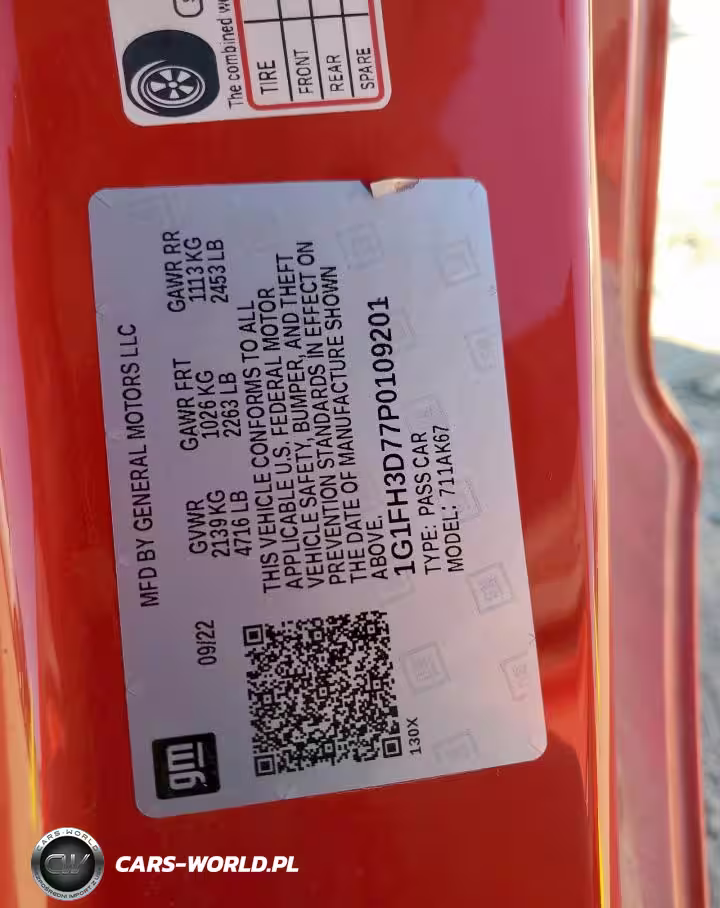 The combined
TIRE
FRONT
REAR
SPARE
MFD BY GENERAL MOTORS LLC
09/22
GVWR GAWR FRT GAWR RR
2139 KG 1026 KG 1113 KG
4716 LB 2263 LB 2453 LB
THIS VEHICLE CONFORMS TO ALL
APPLICABLE U.S. FEDERAL MOTOR
VEHICLE SAFETY, BUMPER, AND THEFT
PREVENTION STANDARDS IN EFFECT ON
THE DATE OF MANUFACTURE SHOWN
ABOVE.
1G1FH3D77P0109201
TYPE: PASS CAR
MODEL: 711AK67
gm
130X
CARS-WORLD
CW
CARS-WORLD.PL